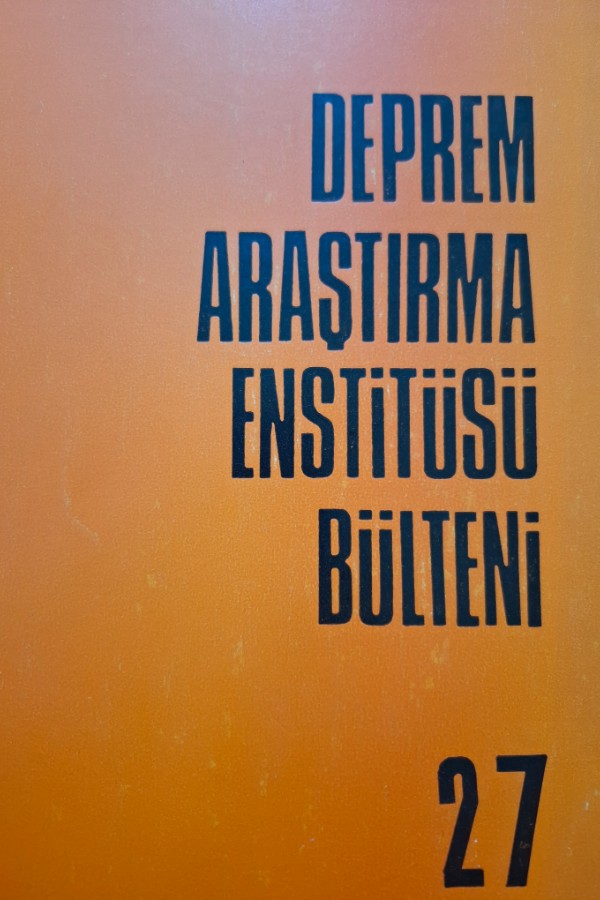 DEPREM
ARAŞTIRMA
ENSTİTÜSÜ
BÜLTENİ
27